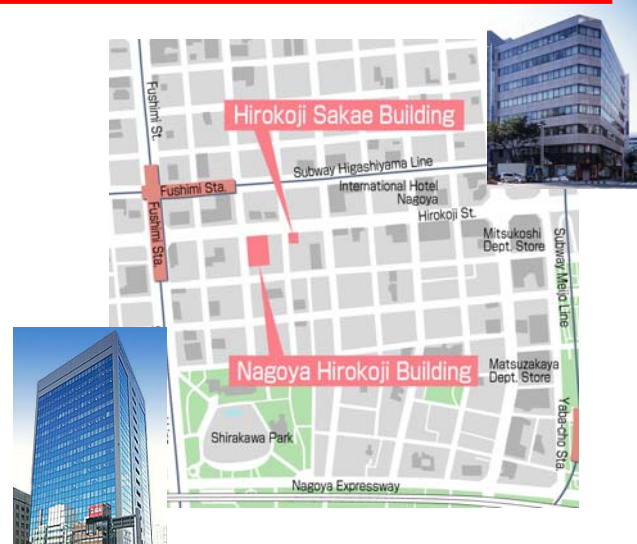 Fushimi St.
Hirokoji Sakae Building
Subway Higashiyama Line
Fushimi Sta.
International Hotel
Nagoya
Hirokoji St.
Fushimi Sta.
Mitsukoshi
Dept. Store
Subway Meijo Line
Nagoya Hirokoji Building
Matsuzakaya
Dept. Store
Shirakawa Park
Yaba-cho Sta.
Nagoya Expressway